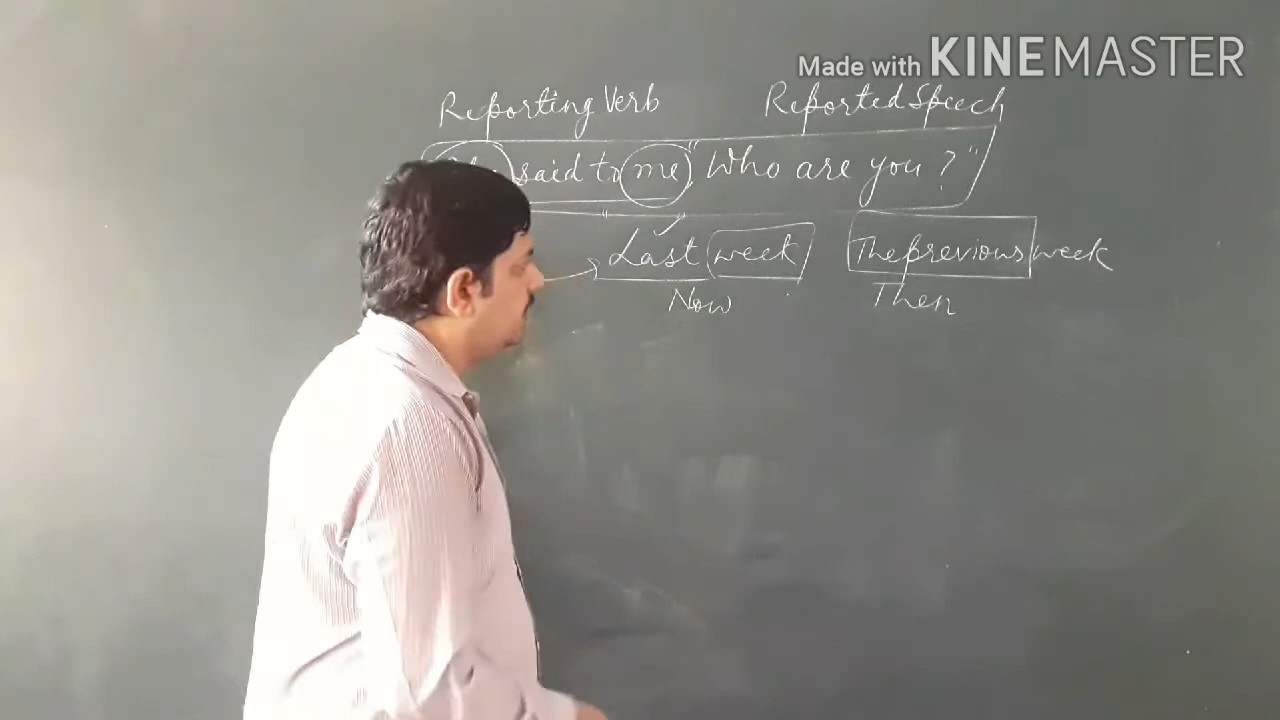 Made with KINEMASTER
Reporting Verb Reported Speech
said to me "Who are you?"
Last week The previous week
Now Then